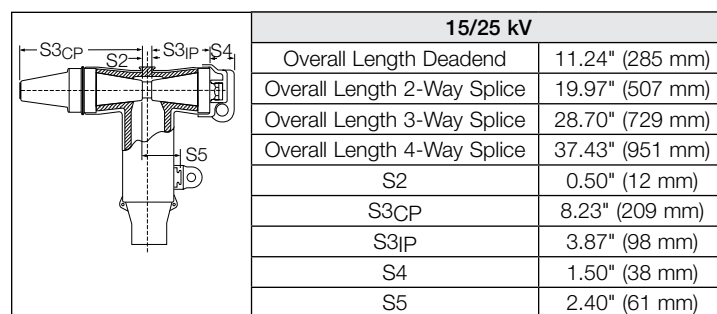 S3CP
S2
S3IP
S4
S5
15/25 kV
Overall Length Deadend 11.24" (285 mm)
Overall Length 2-Way Splice 19.97" (507 mm)
Overall Length 3-Way Splice 28.70" (729 mm)
Overall Length 4-Way Splice 37.43" (951 mm)
S2 0.50" (12 mm)
S3CP 8.23" (209 mm)
S3IP 3.87" (98 mm)
S4 1.50" (38 mm)
S5 2.40" (61 mm)